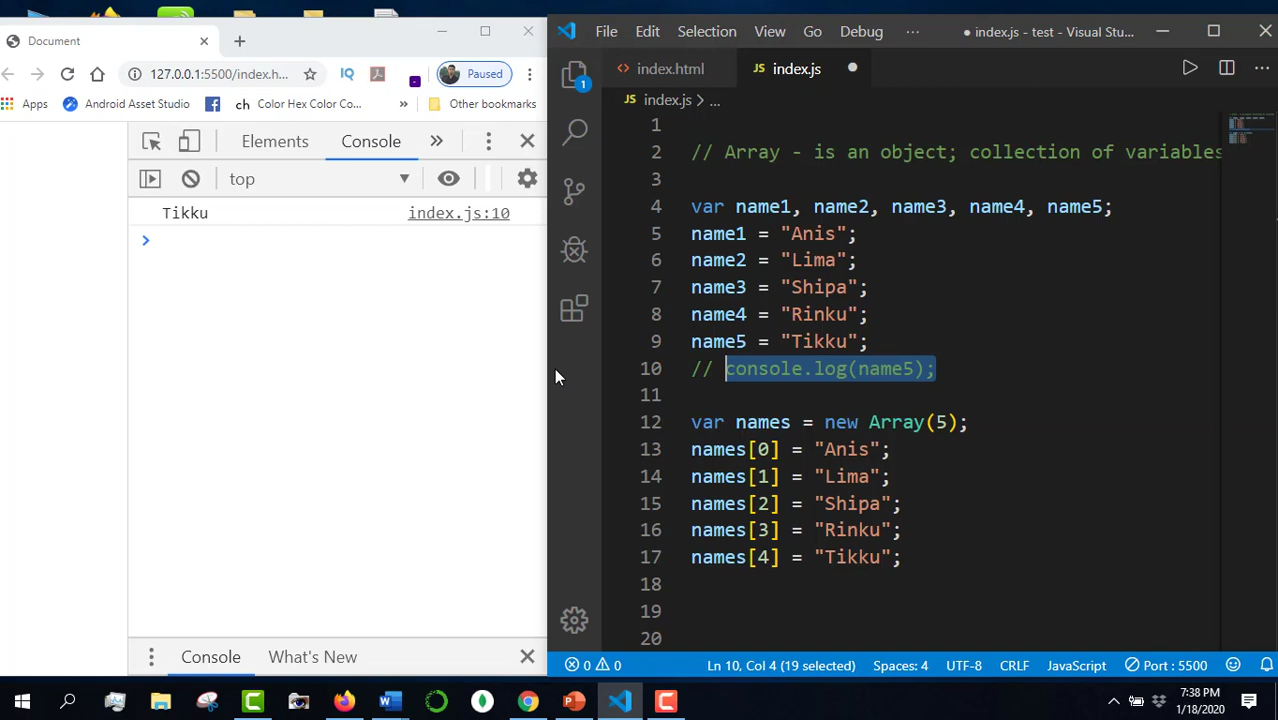 Document
127.0.0.1:5500/index.h...
IQ
Paused
Apps
Android Asset Studio
ch
Color Hex Color Co...
»
Other bookmarks
Elements
Console
»
top
Tikku
index.js:10
Console
What's New
File
Edit
Selection
View
Go
Debug
...
● index.js - test - Visual Stu...
index.html
JS
index.js
JS
index.js > ...
1
1
2 // Array - is an object; collection of variables
3
4 var name1, name2, name3, name4, name5;
5 name1 = "Anis";
6 name2 = "Lima";
7 name3 = "Shipa";
8 name4 = "Rinku";
9 name5 = "Tikku";
10 // console.log(name5);
11
12 var names = new Array(5);
13 names[0] = "Anis";
14 names[1] = "Lima";
15 names[2] = "Shipa";
16 names[3] = "Rinku";
17 names[4] = "Tikku";
18
19
20
0
0
Ln 10, Col 4 (19 selected)
Spaces: 4
UTF-8
CRLF
JavaScript
Port : 5500
7:38 PM
1/18/2020